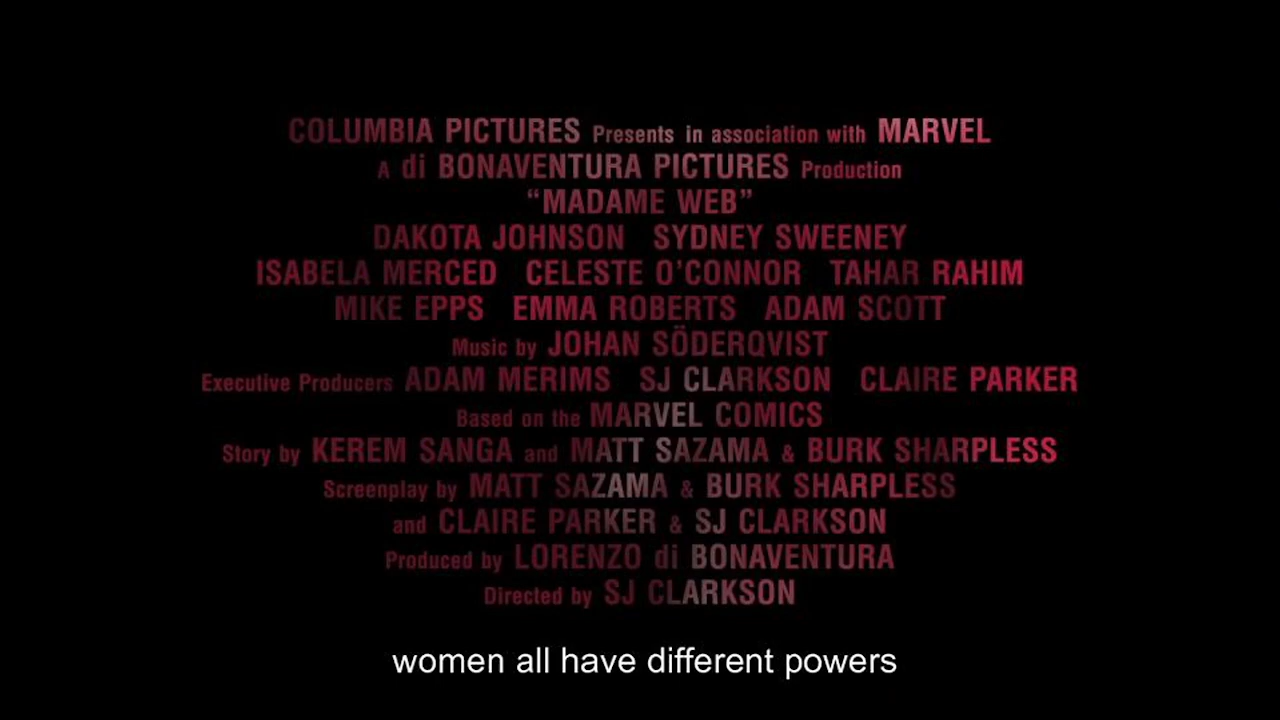 COLUMBIA PICTURES Presents in association with MARVEL
A di BONAVENTURA PICTURES Production
“MADAME WEB”
DAKOTA JOHNSON SYDNEY SWEENEY
ISABELA MERCED CELESTE O’CONNOR TAHAR RAHIM
MIKE EPPS EMMA ROBERTS ADAM SCOTT
Music by JOHAN SÖDERQVIST
Executive Producers ADAM MERIMS SJ CLARKSON CLAIRE PARKER
Based on the MARVEL COMICS
Story by KEREM SANGA and MATT SAZAMA & BURK SHARPLESS
Screenplay by MATT SAZAMA & BURK SHARPLESS
and CLAIRE PARKER & SJ CLARKSON
Produced by LORENZO di BONAVENTURA
Directed by SJ CLARKSON
women all have different powers